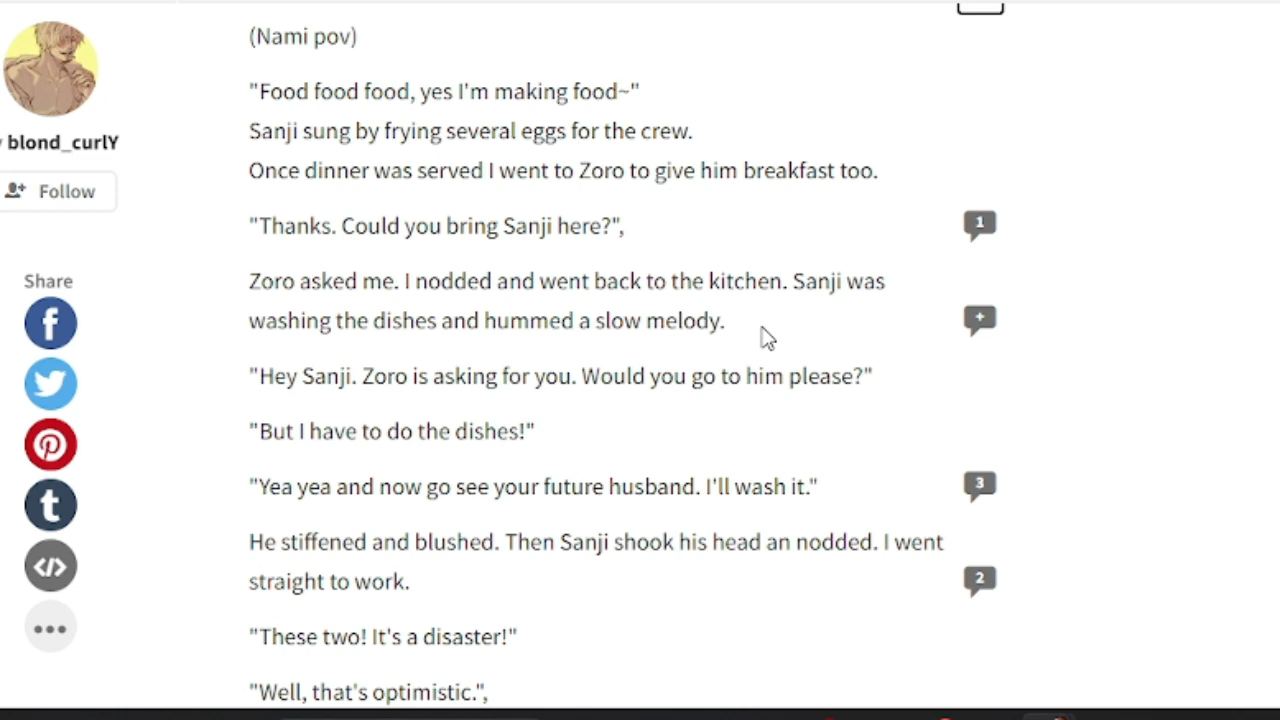 (Nami pov)
"Food food food, yes I'm making food~"
Sanji sung by frying several eggs for the crew.
Once dinner was served I went to Zoro to give him breakfast too.
"Thanks. Could you bring Sanji here?",
1
Zoro asked me. I nodded and went back to the kitchen. Sanji was
washing the dishes and hummed a slow melody.
+
"Hey Sanji. Zoro is asking for you. Would you go to him please?"
"But I have to do the dishes!"
"Yea yea and now go see your future husband. I'll wash it."
3
He stiffened and blushed. Then Sanji shook his head an nodded. I went
straight to work.
2
"These two! It's a disaster!"
"Well, that's optimistic.",
blond_curlY
Follow
Share